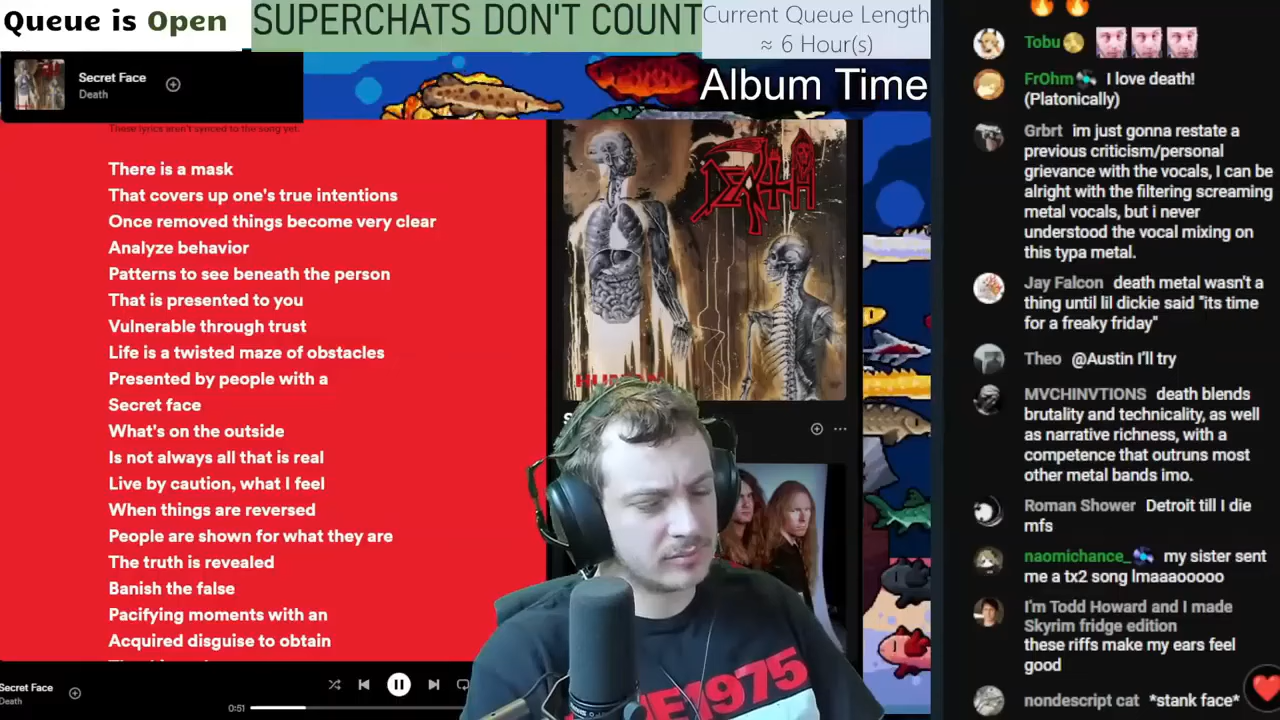 Queue is Open
SUPERCHATS DON'T COUNT
Current Queue Length
≈ 6 Hour(s)
Secret Face
Death
Album Time
These lyrics aren't synced to the song yet.
There is a mask
That covers up one's true intentions
Once removed things become very clear
Analyze behavior
Patterns to see beneath the person
That is presented to you
Vulnerable through trust
Life is a twisted maze of obstacles
Presented by people with a
Secret face
What's on the outside
Is not always all that is real
Live by caution, what I feel
When things are reversed
People are shown for what they are
The truth is revealed
Banish the false
Pacifying moments with an
Acquired disguise to obtain
DEATH
HUMAN
Secret Face
Death
0:51
THE 1975
Tobu
FrOhm I love death!
(Platonically)
Grbrt im just gonna restate a
previous criticism/personal
grievance with the vocals, I can be
alright with the filtering screaming
metal vocals, but i never
understood the vocal mixing on
this typa metal.
Jay Falcon death metal wasn't a
thing until lil dickie said "its time
for a freaky friday"
Theo @Austin I'll try
MVCHINVTIONS death blends
brutality and technicality, as well
as narrative richness, with a
competence that outruns most
other metal bands imo.
Roman Shower Detroit till I die
mfs
naomichance_ my sister sent
me a tx2 song lmaaaooooo
I'm Todd Howard and I made
Skyrim fridge edition
these riffs make my ears feel
good
nondescript cat *stank face*